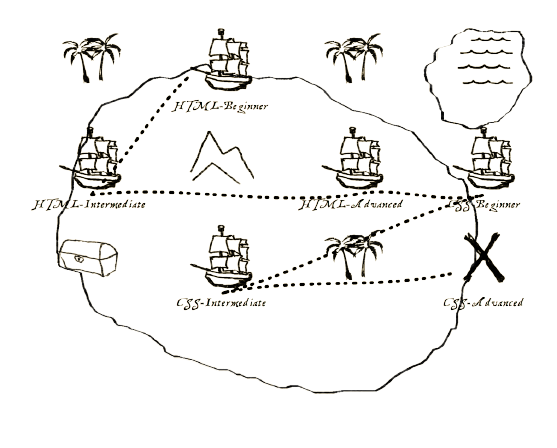 HTML-Beginner
HTML-Intermediate
HTML-Advanced
CSS-Beginner
CSS-Intermediate
CSS-Advanced